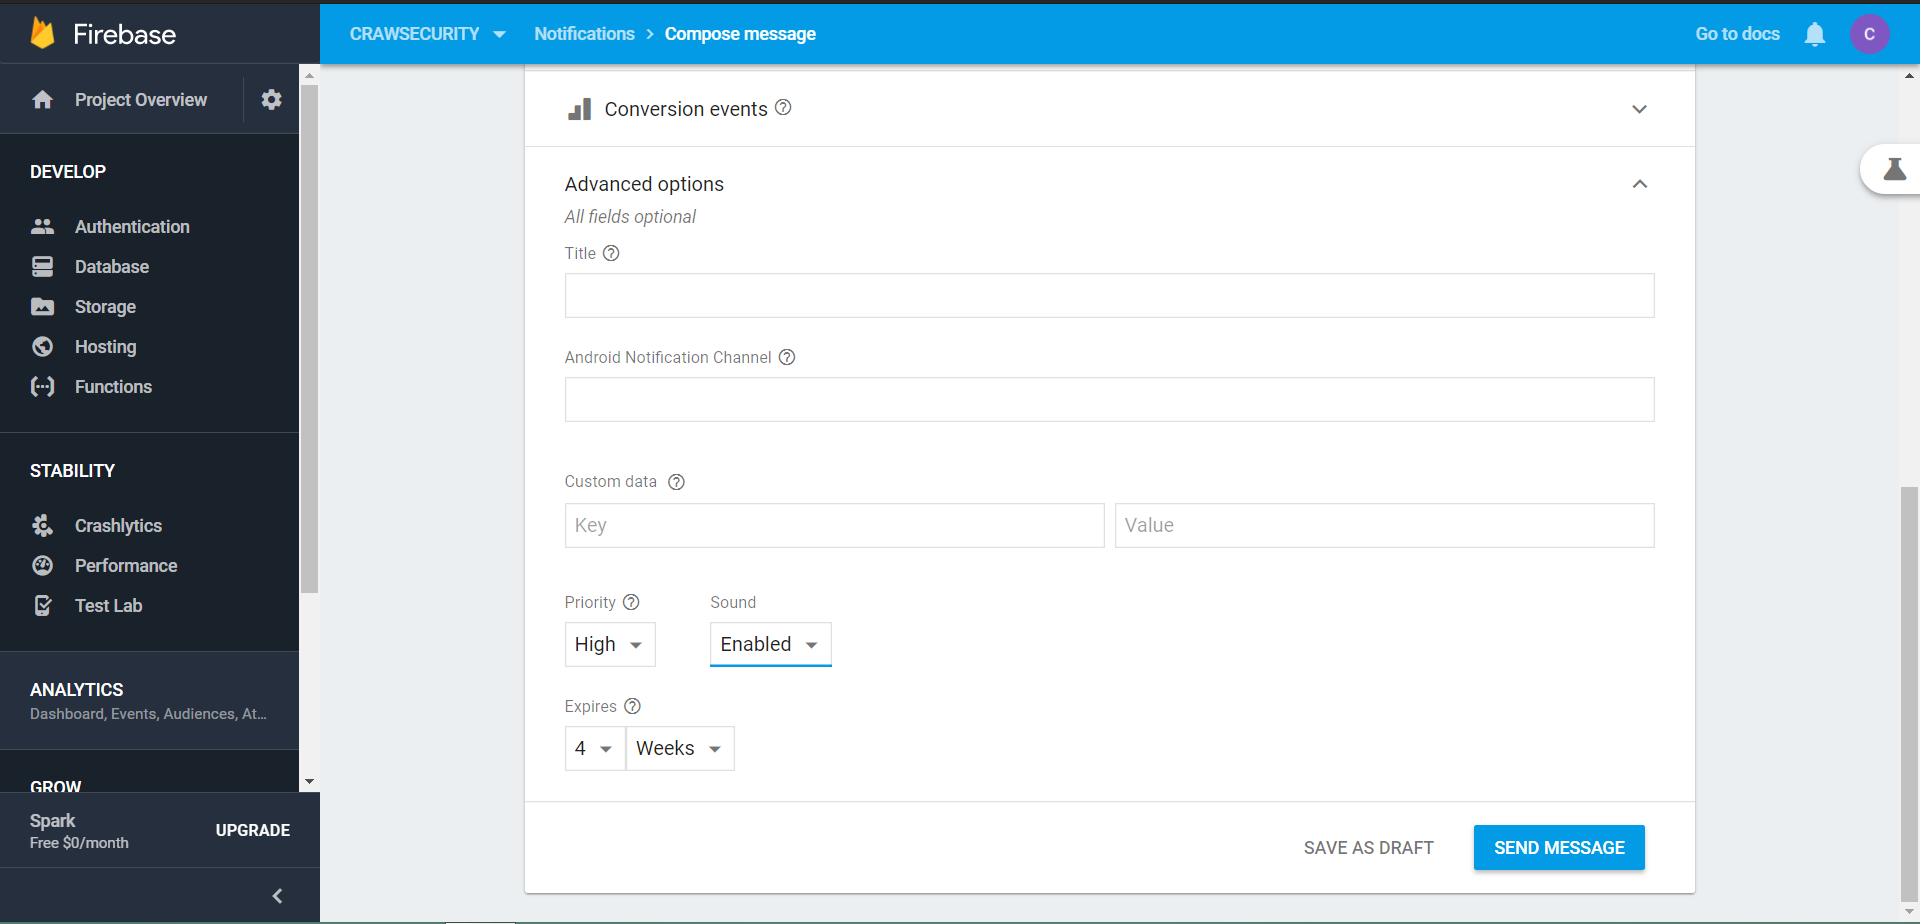 Firebase
CRAWSECURITY
Notifications > Compose message
Go to docs
C
Project Overview
DEVELOP
Authentication
Database
Storage
Hosting
Functions
STABILITY
Crashlytics
Performance
Test Lab
ANALYTICS
Dashboard, Events, Audiences, At...
GROW
Spark
Free $0/month
UPGRADE
Conversion events
Advanced options
All fields optional
Title
Android Notification Channel
Custom data
Key
Value
Priority
Sound
High
Enabled
Expires
4
Weeks
SAVE AS DRAFT
SEND MESSAGE